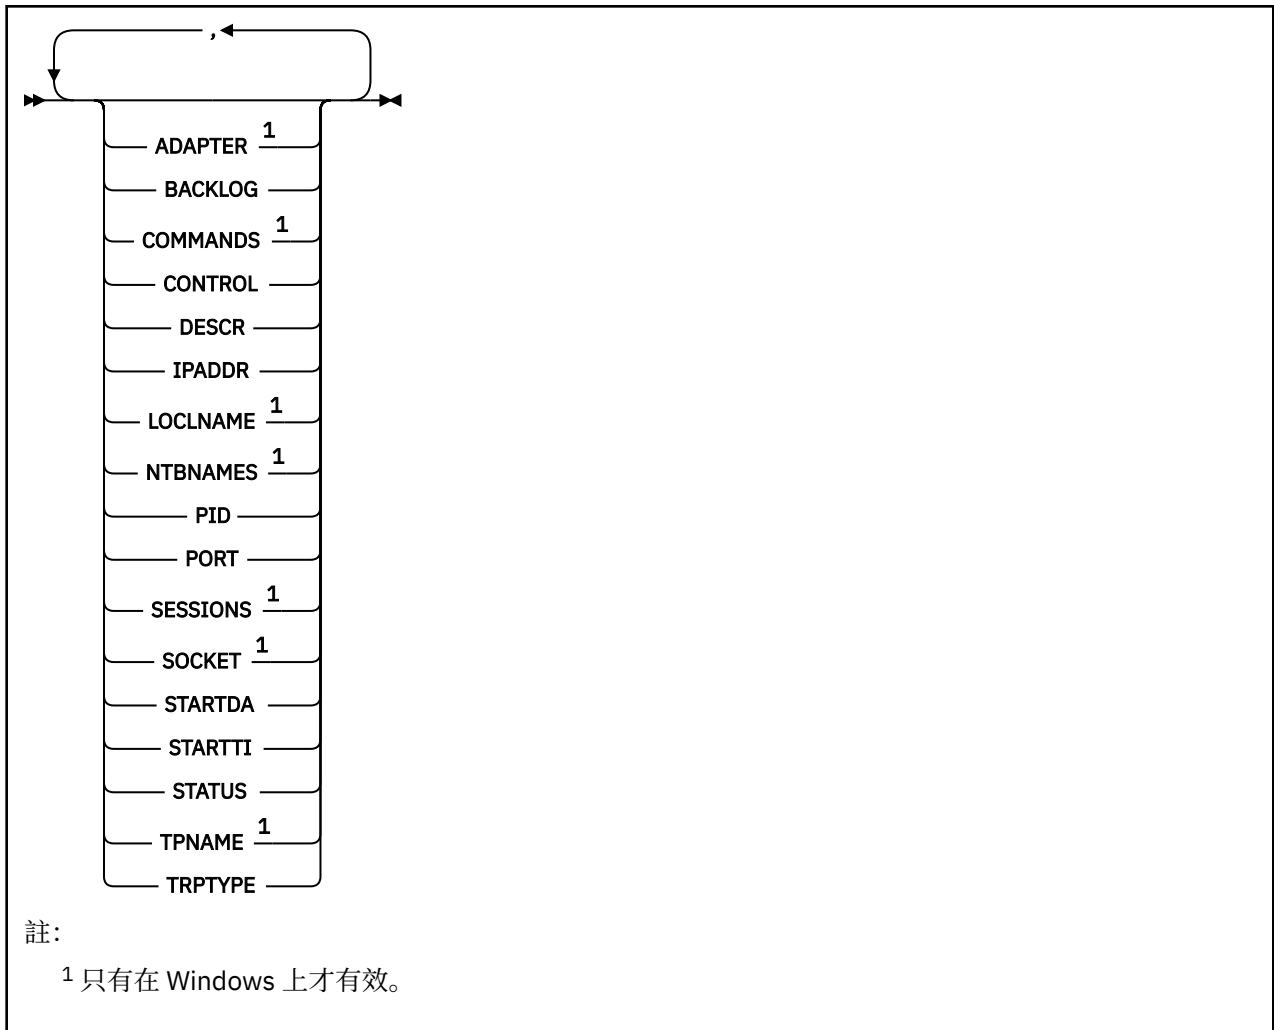 ,
ADAPTER 1
BACKLOG
COMMANDS 1
CONTROL
DESCR
IPADDR
LOCLNAME 1
NTBNAMES 1
PID
PORT
SESSIONS 1
SOCKET 1
STARTDA
STARTTI
STATUS
TPNAME 1
TRPTYPE
註：
1 只有在 Windows 上才有效。